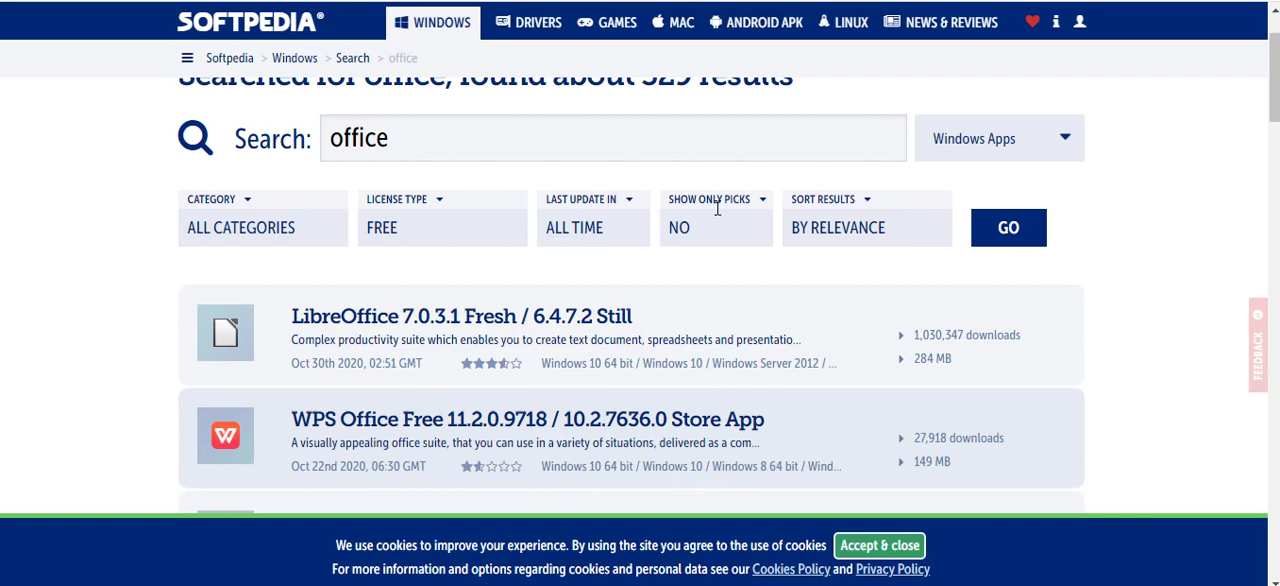 SOFTPEDIA®
WINDOWS
DRIVERS
GAMES
MAC
ANDROID APK
LINUX
NEWS & REVIEWS
Softpedia > Windows > Search > office
Searched for office, found about 329 results
Search: office
Windows Apps
CATEGORY
ALL CATEGORIES
LICENSE TYPE
FREE
LAST UPDATE IN
ALL TIME
SHOW ONLY PICKS
NO
SORT RESULTS
BY RELEVANCE
GO
LibreOffice 7.0.3.1 Fresh / 6.4.7.2 Still
Complex productivity suite which enables you to create text document, spreadsheets and presentatio...
Oct 30th 2020, 02:51 GMT
Windows 10 64 bit / Windows 10 / Windows Server 2012 / ...
1,030,347 downloads
284 MB
WPS Office Free 11.2.0.9718 / 10.2.7636.0 Store App
A visually appealing office suite, that you can use in a variety of situations, delivered as a com...
Oct 22nd 2020, 06:30 GMT
Windows 10 64 bit / Windows 10 / Windows 8 64 bit / Wind...
27,918 downloads
149 MB
FEEDBACK
We use cookies to improve your experience. By using the site you agree to the use of cookies
Accept & close
For more information and options regarding cookies and personal data see our Cookies Policy and Privacy Policy